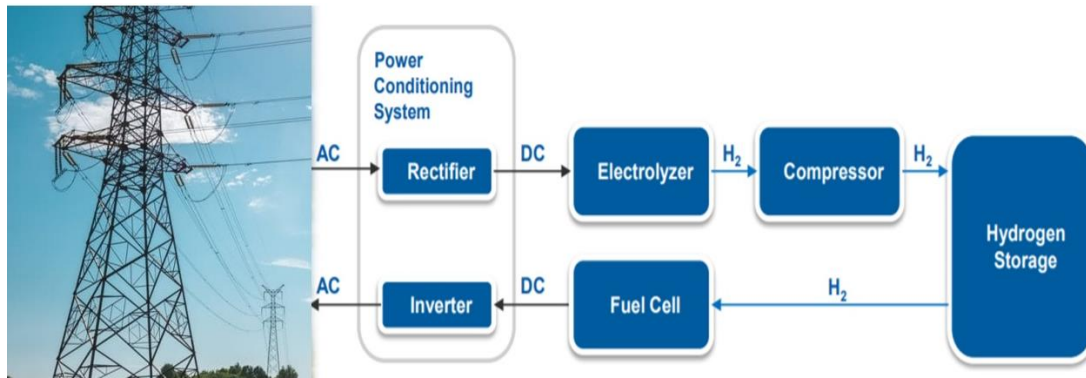 Power
Conditioning
System
AC
Rectifier
DC
Electrolyzer
H₂
Compressor
H₂
Hydrogen
Storage
AC
Inverter
DC
Fuel Cell
H₂